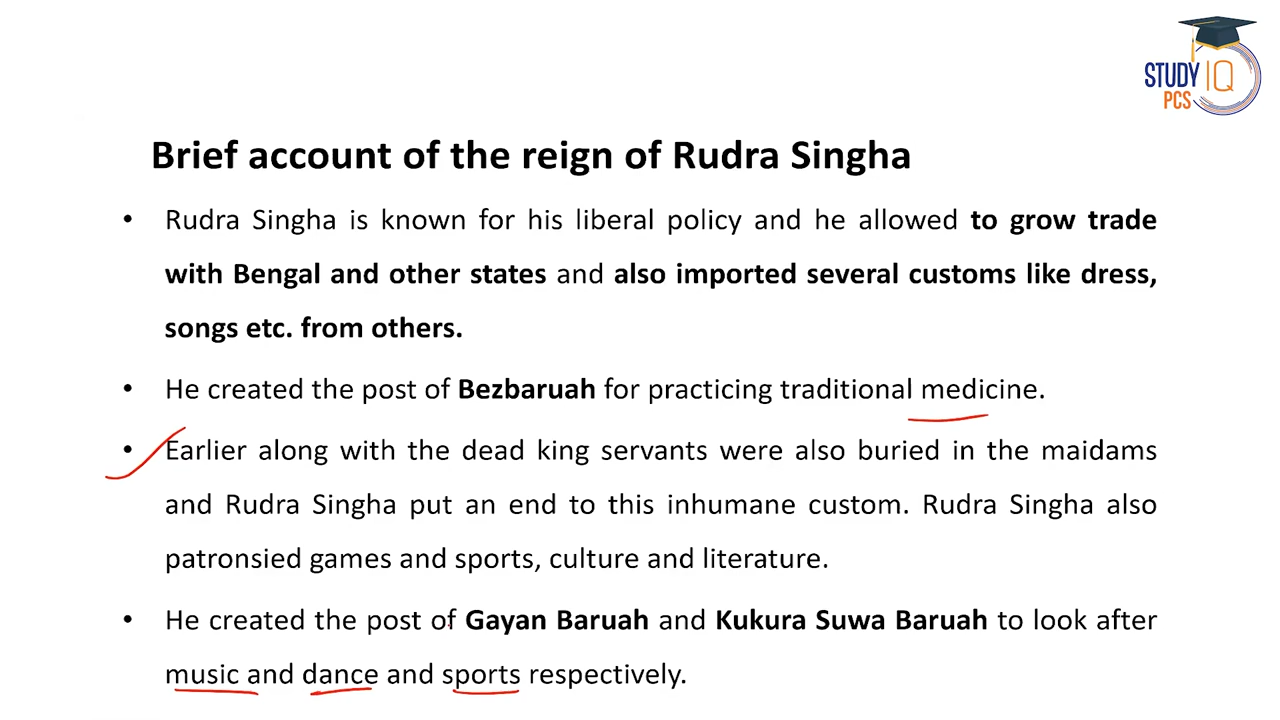 STUDY IQ
PCS
Brief account of the reign of Rudra Singha
• Rudra Singha is known for his liberal policy and he allowed to grow trade
with Bengal and other states and also imported several customs like dress,
songs etc. from others.
• He created the post of Bezbaruah for practicing traditional medicine.
• Earlier along with the dead king servants were also buried in the maidams
and Rudra Singha put an end to this inhumane custom. Rudra Singha also
patronsied games and sports, culture and literature.
• He created the post of Gayan Baruah and Kukura Suwa Baruah to look after
music and dance and sports respectively.